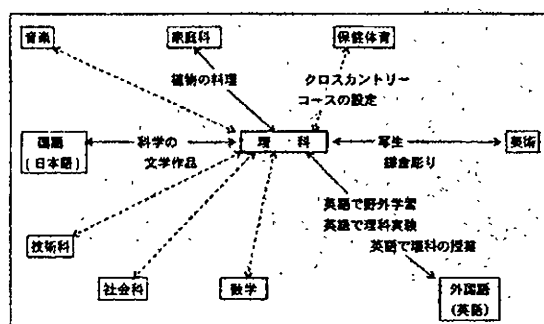 音楽
家庭科
保健体育
植物の料理
クロスカントリー
コースの設定
国語
(日本語)
科学の
文学作品
理 科
写生
鎌倉彫り
美術
英語で野外学習
英語で理科実験
英語で理科の授業
技術科
社会科
数学
外国語
(英語)